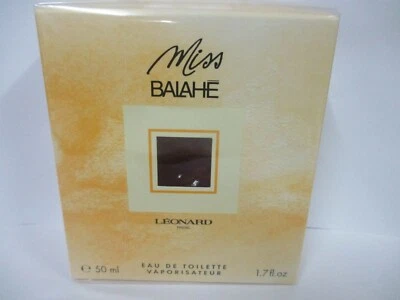 Miss
BALAHÉ
LEONARD
PARIS
EAU DE TOILETTE
℮ 50 ml VAPORISATEUR 1.7 fl.oz